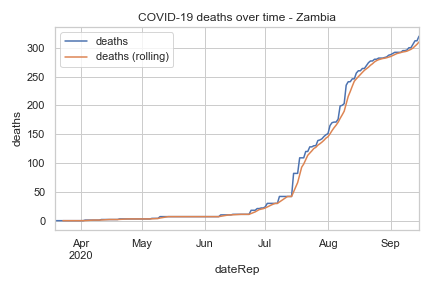 COVID-19 deaths over time - Zambia
deaths
deaths (rolling)
300
250
200
150
100
50
0
deaths
Apr
2020
May
Jun
Jul
Aug
Sep
dateRep